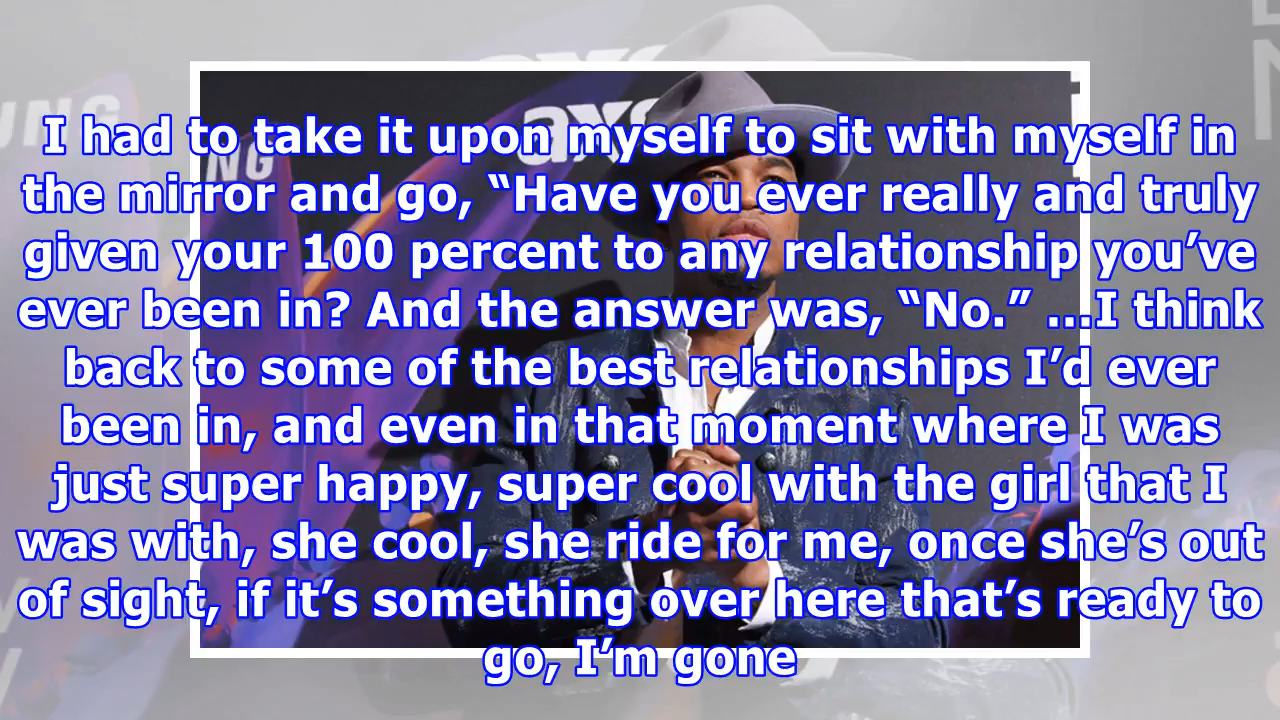 I had to take it upon myself to sit with myself in
the mirror and go, “Have you ever really and truly
given your 100 percent to any relationship you’ve
ever been in? And the answer was, “No.” ...I think
back to some of the best relationships I’d ever
been in, and even in that moment where I was
just super happy, super cool with the girl that I
was with, she cool, she ride for me, once she’s out
of sight, if it’s something over here that’s ready to
go, I’m gone
UNG
NG